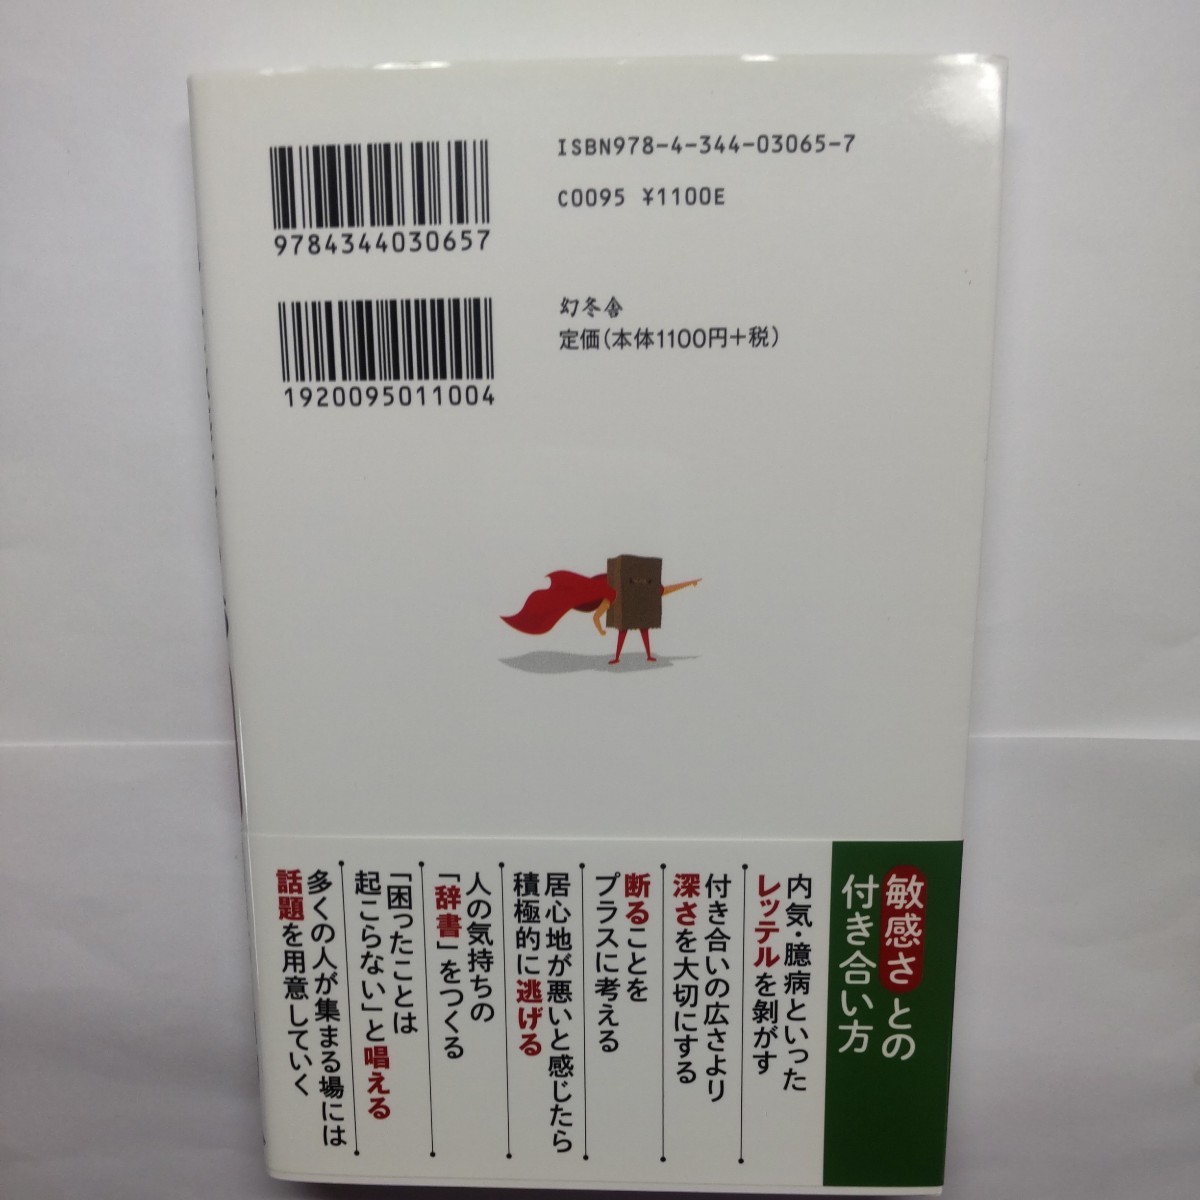 9784344030657
1920095011004
ISBN978-4-344-03065-7
C0095 ¥1100E
幻冬舎
定価(本体1100円+税)
敏感さとの
付き合い方
内気・臆病といった
レッテルを剝がす
付き合いの広さより
深さを大切にする
断ることを
プラスに考える
居心地が悪いと感じたら
積極的に逃げる
人の気持ちの
「辞書」をつくる
「困ったことは
起こらない」と唱える
多くの人が集まる場には
話題を用意していく